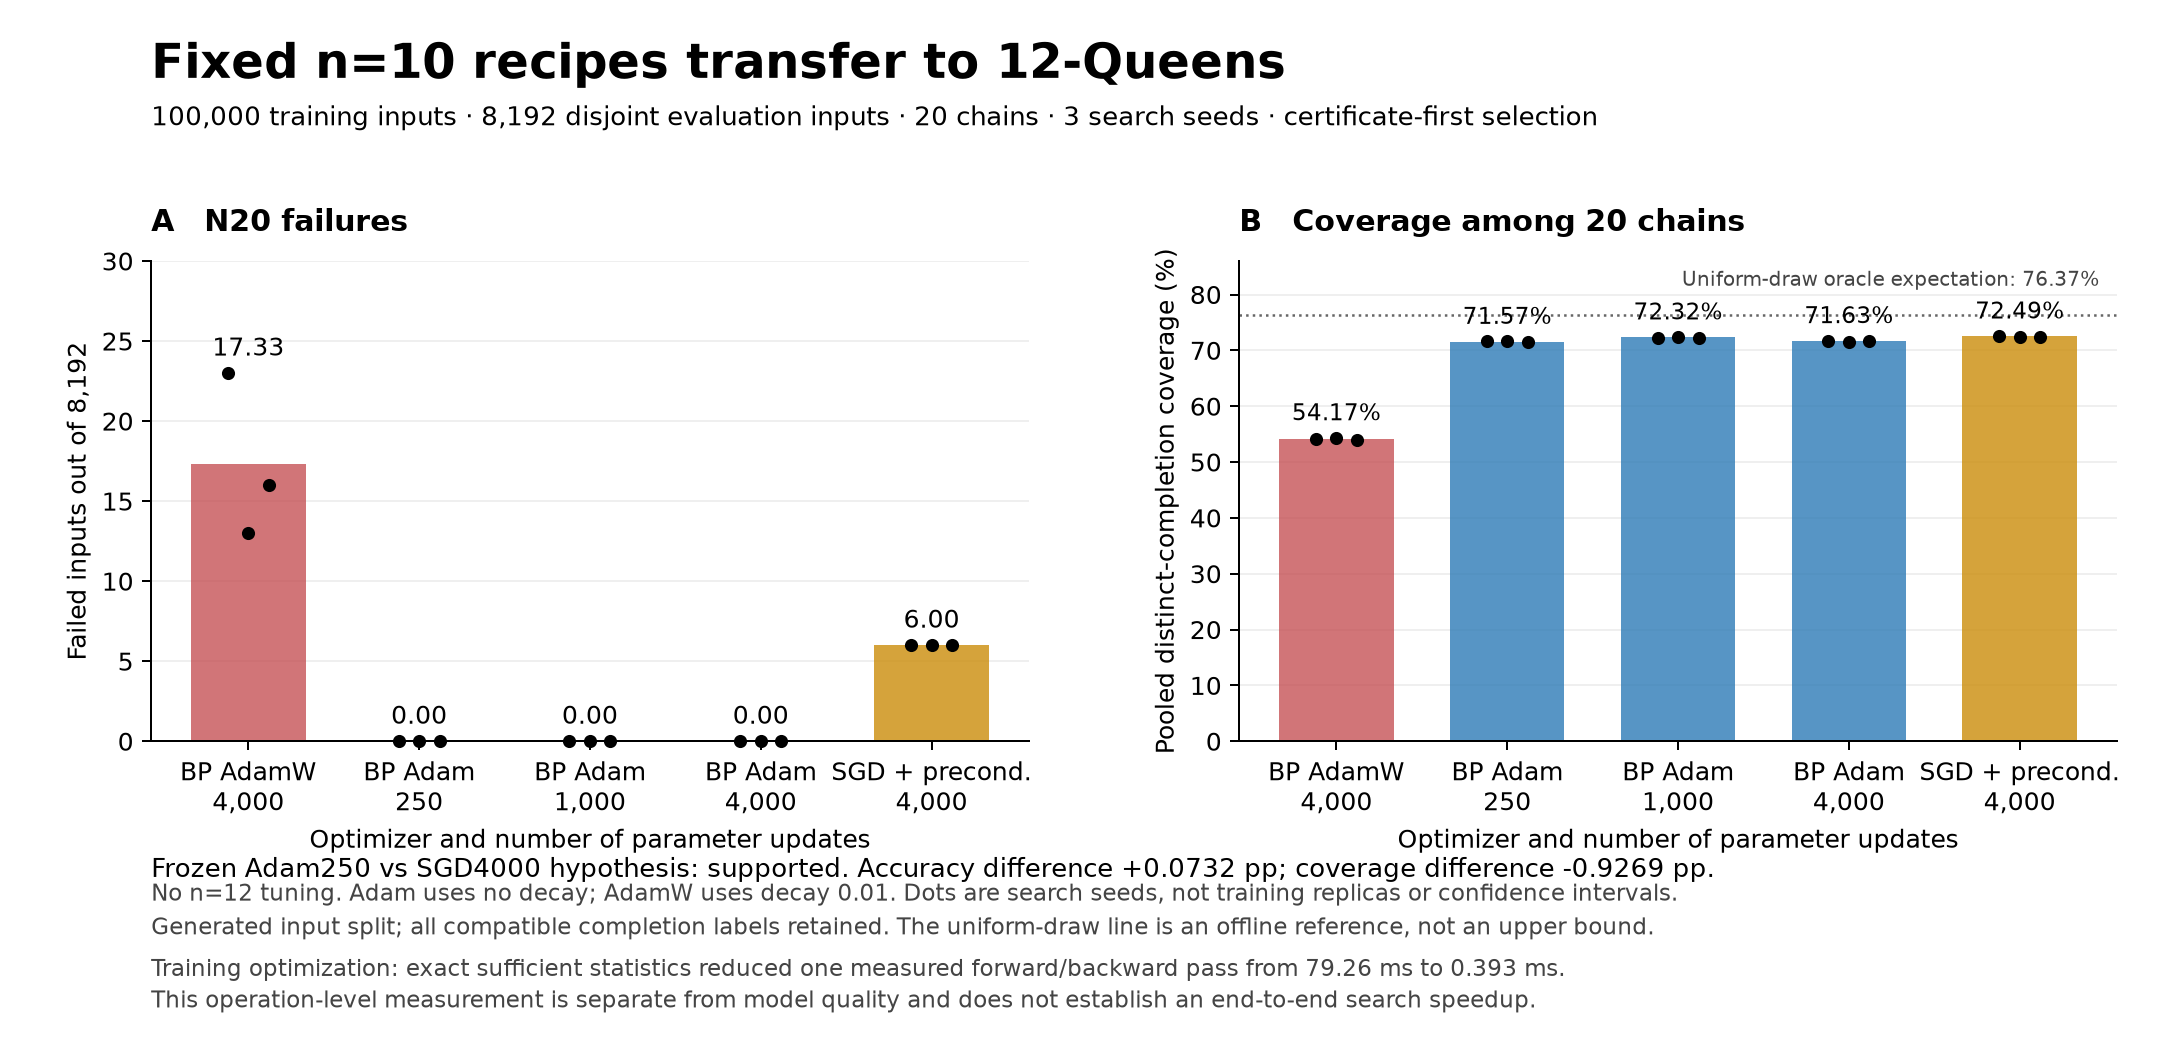 Fixed n=10 recipes transfer to 12-Queens
100,000 training inputs · 8,192 disjoint evaluation inputs · 20 chains · 3 search seeds · certificate-first selection
A N20 failures
Failed inputs out of 8,192
30
25
20
15
10
5
0
17.33
0.00
0.00
0.00
6.00
BP AdamW
4,000
BP Adam
250
BP Adam
1,000
BP Adam
4,000
SGD + precond.
4,000
Optimizer and number of parameter updates
B Coverage among 20 chains
Pooled distinct-completion coverage (%)
80
70
60
50
40
30
20
10
0
Uniform-draw oracle expectation: 76.37%
54.17%
71.57%
72.32%
71.63%
72.49%
BP AdamW
4,000
BP Adam
250
BP Adam
1,000
BP Adam
4,000
SGD + precond.
4,000
Optimizer and number of parameter updates
Frozen Adam250 vs SGD4000 hypothesis: supported. Accuracy difference +0.0732 pp; coverage difference -0.9269 pp.
No n=12 tuning. Adam uses no decay; AdamW uses decay 0.01. Dots are search seeds, not training replicas or confidence intervals.
Generated input split; all compatible completion labels retained. The uniform-draw line is an offline reference, not an upper bound.
Training optimization: exact sufficient statistics reduced one measured forward/backward pass from 79.26 ms to 0.393 ms.
This operation-level measurement is separate from model quality and does not establish an end-to-end search speedup.